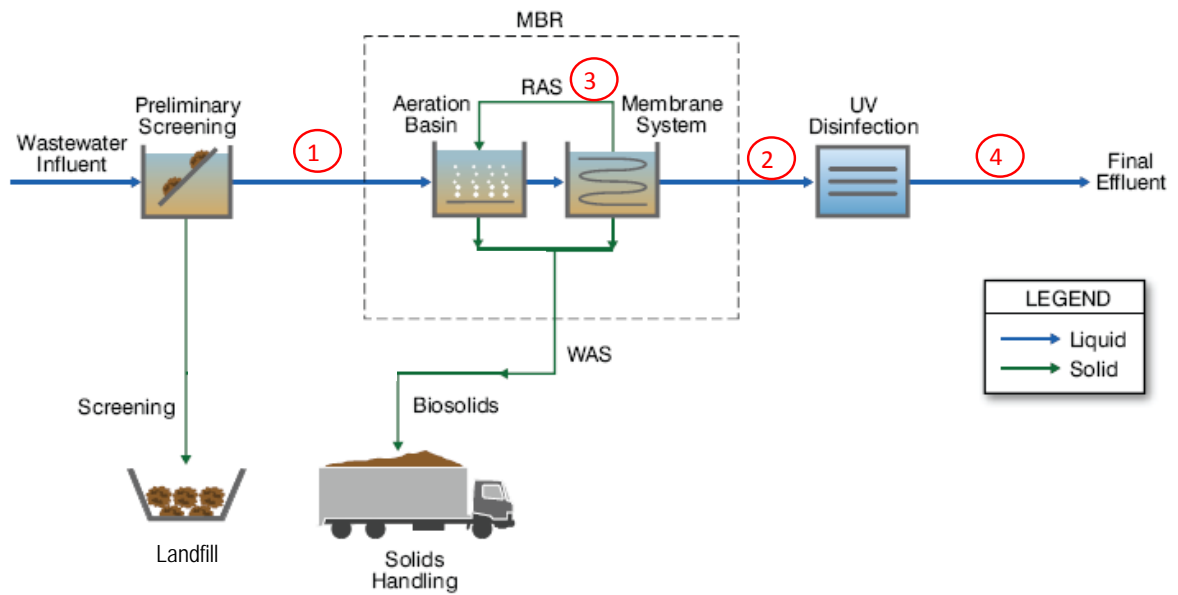 MBR
Preliminary
Screening
Wastewater
Influent
1
RAS
3
Aeration
Basin
Membrane
System
2
UV
Disinfection
4
Final
Effluent
LEGEND
Liquid
Solid
WAS
Screening
Biosolids
Landfill
Solids
Handling